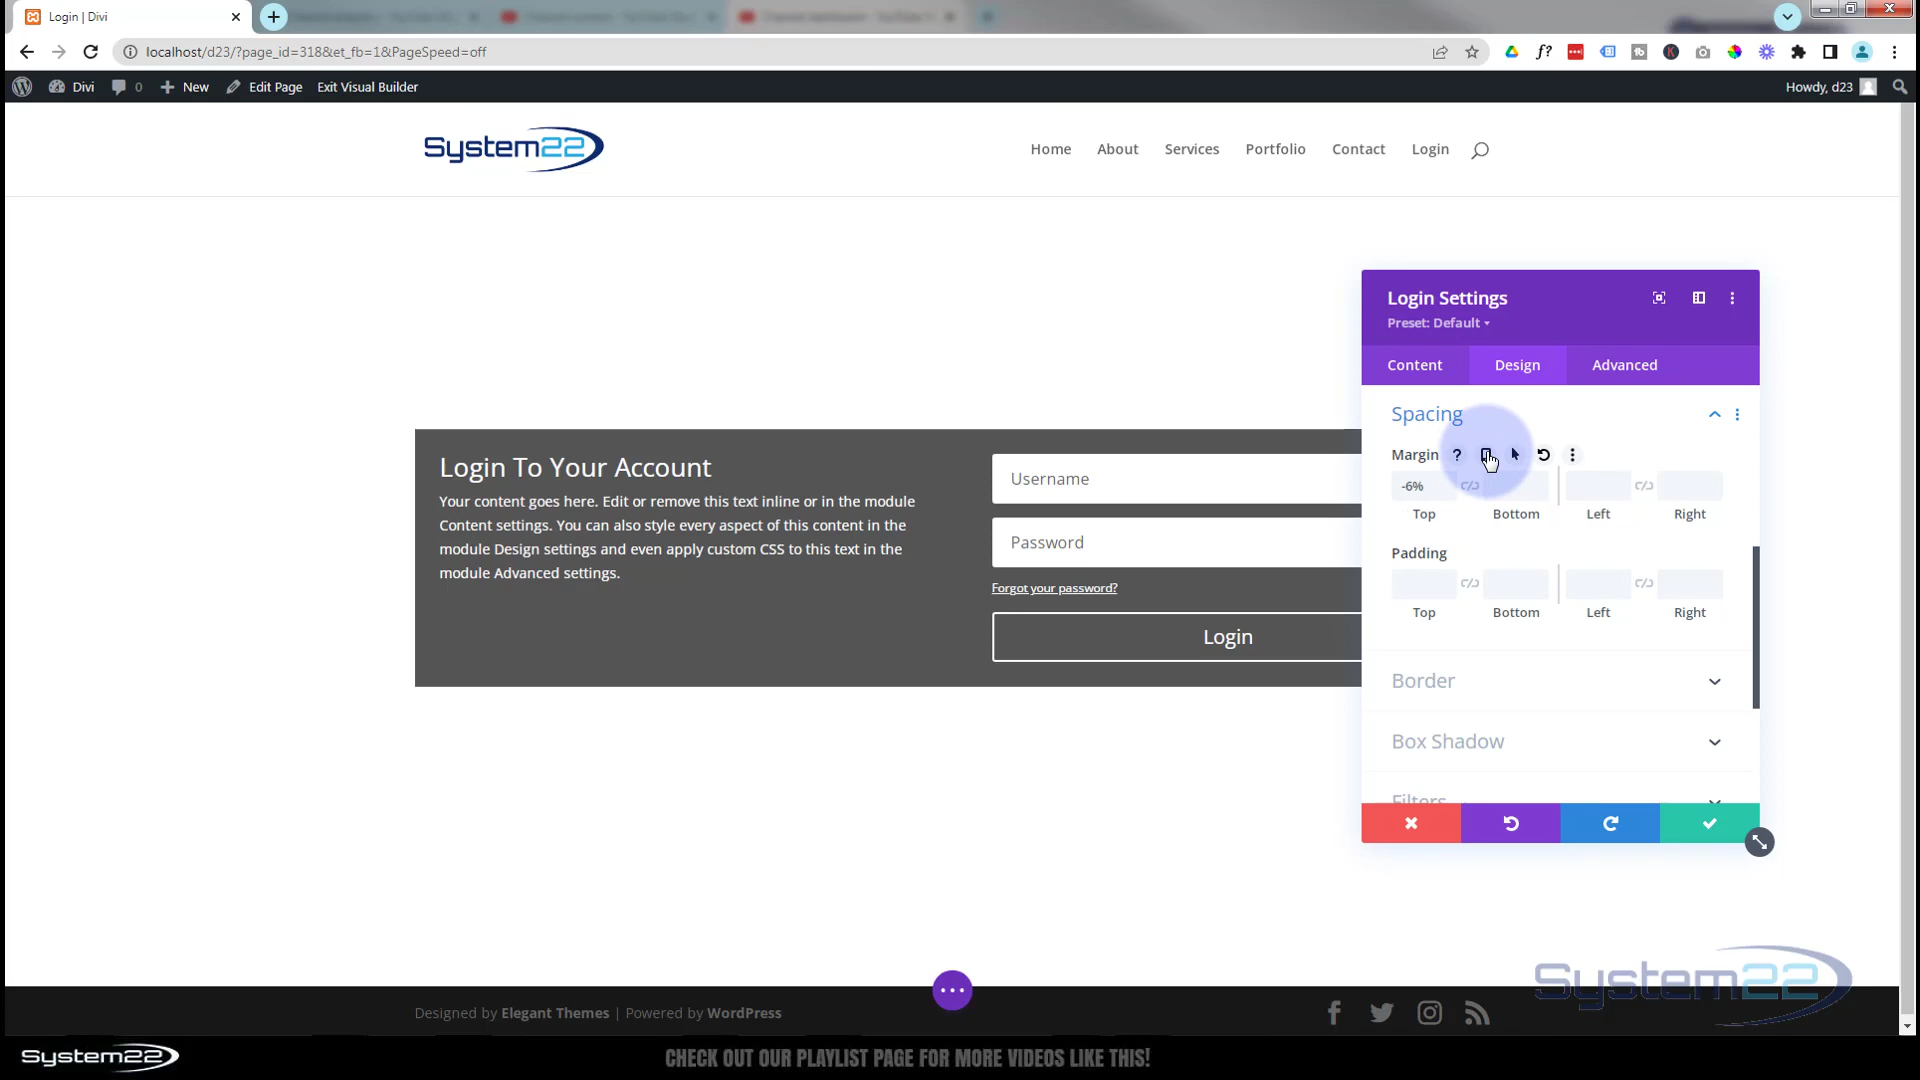 Login | Divi
localhost/d23/?page_id=318&et_fb=1&PageSpeed=off
Divi 0 New Edit Page Exit Visual Builder Howdy, d23
System22 Home About Services Portfolio Contact Login
Login Settings
Preset: Default
Content Design Advanced
Spacing
Margin ?
-6%
Top Bottom Left Right
Padding
Top Bottom Left Right
Border
Box Shadow
Filters
Login To Your Account
Your content goes here. Edit or remove this text inline or in the module
Content settings. You can also style every aspect of this content in the
module Design settings and even apply custom CSS to this text in the
module Advanced settings.
Username
Password
Forgot your password?
Login
System22
Designed by Elegant Themes | Powered by WordPress
System22
CHECK OUT OUR PLAYLIST PAGE FOR MORE VIDEOS LIKE THIS!